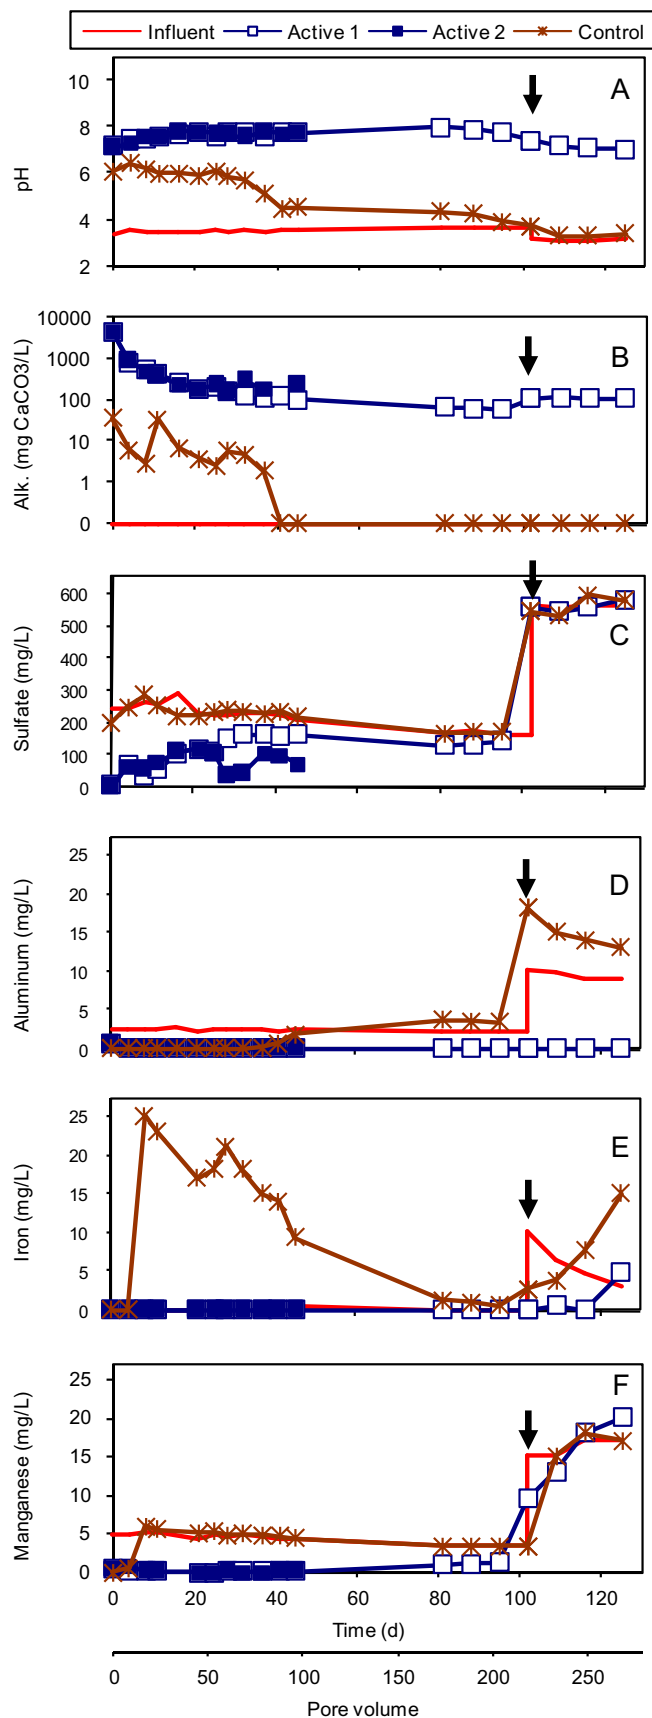 Influent Active 1 Active 2 Control
A
pH
10
8
6
4
2
B
Alk. (mg CaCO3/L)
10000
1000
100
10
1
0
C
Sulfate (mg/L)
600
500
400
300
200
100
0
D
Aluminum (mg/L)
25
20
15
10
5
0
E
Iron (mg/L)
25
20
15
10
5
0
F
Manganese (mg/L)
25
20
15
10
5
0
0 20 40 60 80 100 120
Time (d)
0 50 100 150 200 250
Pore volume